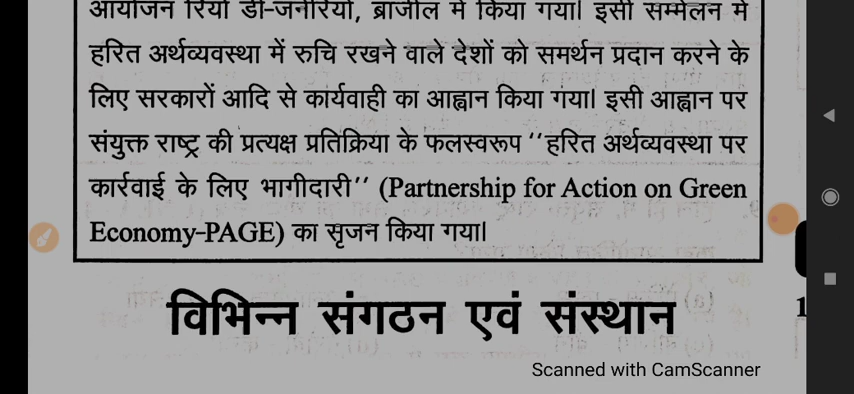 आयोजन रियो डी-जनीरियो, ब्राजील में किया गया। इसी सम्मेलन में
हरित अर्थव्यवस्था में रुचि रखने वाले देशों को समर्थन प्रदान करने के
लिए सरकारों आदि से कार्यवाही का आह्वान किया गया। इसी आह्वान पर
संयुक्त राष्ट्र की प्रत्यक्ष प्रतिक्रिया के फलस्वरूप ''हरित अर्थव्यवस्था पर
कार्रवाई के लिए भागीदारी'' (Partnership for Action on Green
Economy-PAGE) का सृजन किया गया।
विभिन्न संगठन एवं संस्थान
1
Scanned with CamScanner